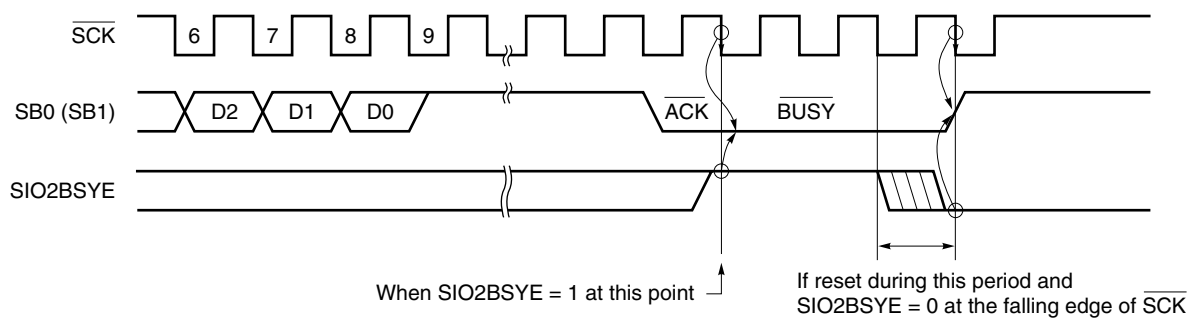 SCK
6 7 8 9
SB0 (SB1)
D2 D1 D0 ACK BUSY
SIO2BSYE
When SIO2BSYE = 1 at this point
If reset during this period and
SIO2BSYE = 0 at the falling edge of SCK